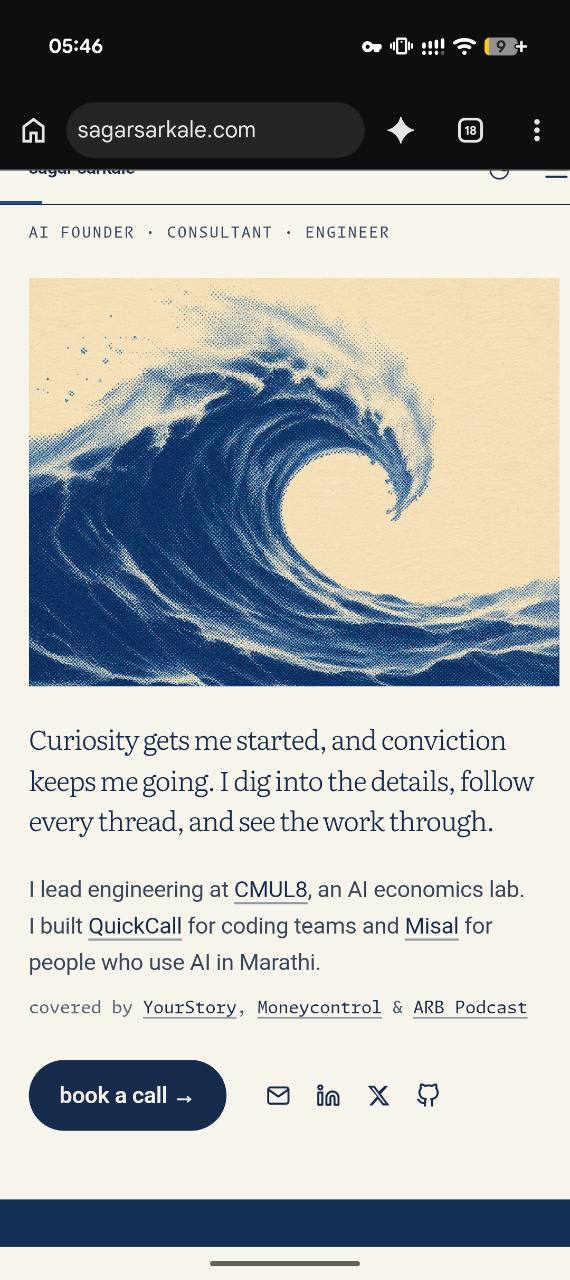 05:46
9
sagarsarkale.com
18
sagar sarkale
AI FOUNDER · CONSULTANT · ENGINEER
Curiosity gets me started, and conviction
keeps me going. I dig into the details, follow
every thread, and see the work through.
I lead engineering at CMUL8, an AI economics lab.
I built QuickCall for coding teams and Misal for
people who use AI in Marathi.
covered by YourStory, Moneycontrol & ARB Podcast
book a call →